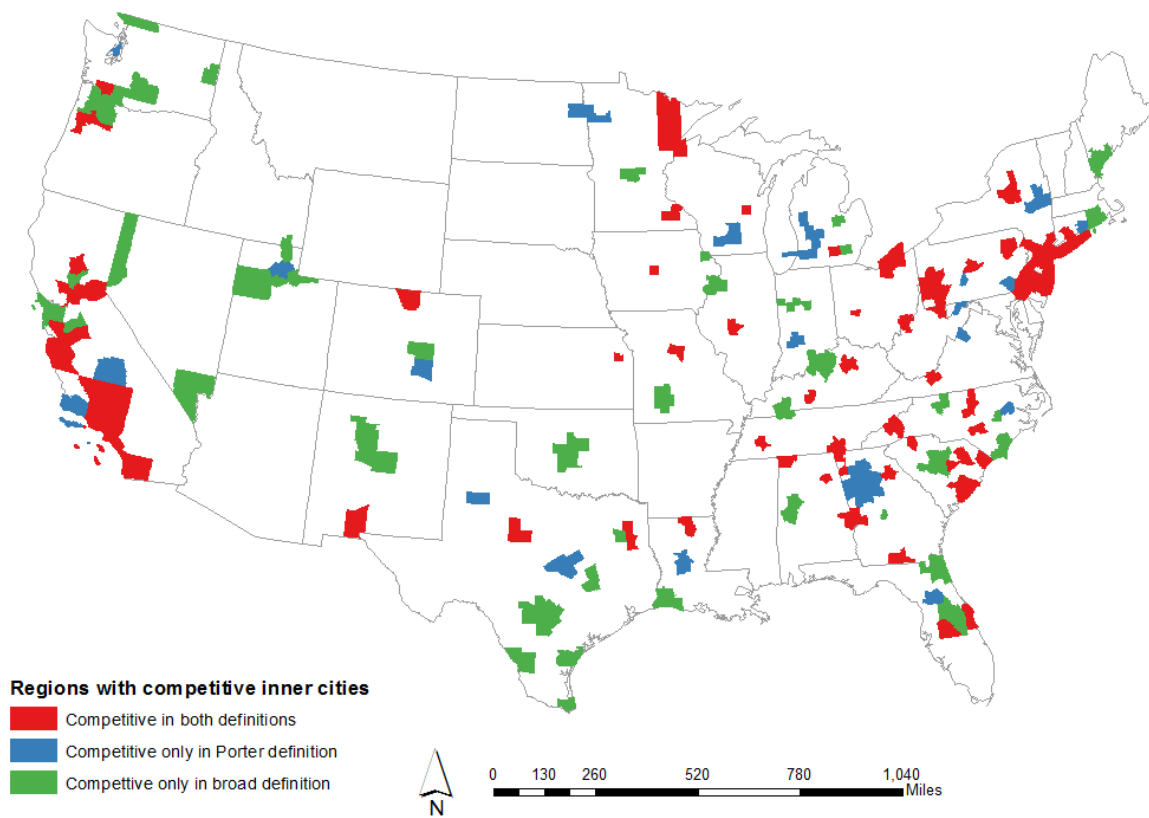 Regions with competitive inner cities
Competitive in both definitions
Competitive only in Porter definition
Compettive only in broad definition
N
0 130 260 520 780 1,040
Miles